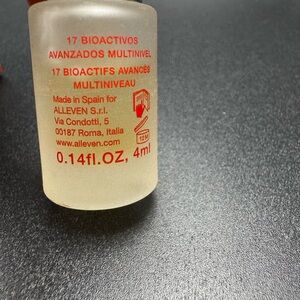 17 BIOACTIVOS
AVANZADOS MULTINIVEL
17 BIOACTIFS AVANCÉS
MULTINIVEAU
Made in Spain for
ALLEVEN S.r.l.
Via Condotti, 5
00187 Roma, Italia
www.alleven.com
0.14fl.OZ, 4ml